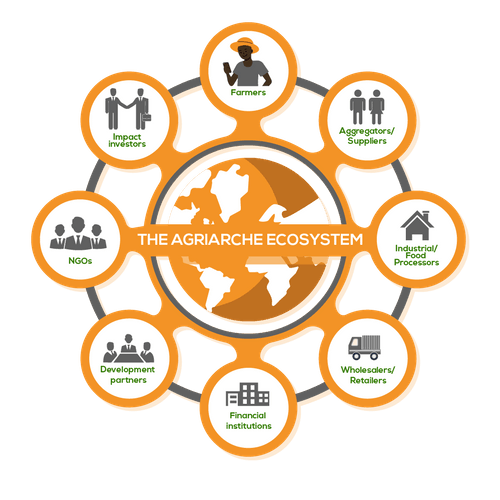 Farmers
Impact
investors
Aggregators/
Suppliers
NGOs
THE AGRIARCHE ECOSYSTEM
Industrial/
Food
Processors
Development
partners
Wholesalers/
Retailers
Financial
institutions